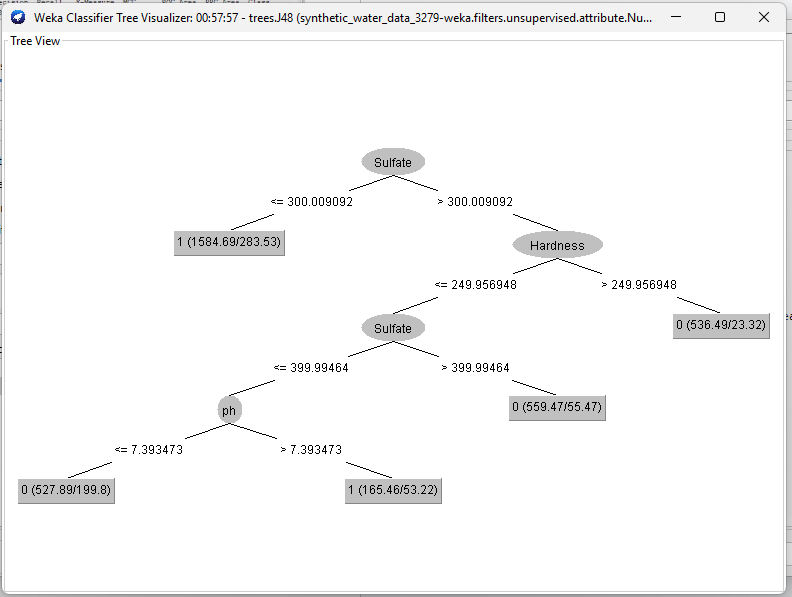 Weka Classifier Tree Visualizer: 00:57:57 - trees.J48 (synthetic_water_data_3279-weka.filters.unsupervised.attribute.Nu...
Tree View
Sulfate
<= 300.009092
> 300.009092
1 (1584.69/283.53)
Hardness
<= 249.956948
> 249.956948
Sulfate
0 (536.49/23.32)
<= 399.99464
> 399.99464
ph
0 (559.47/55.47)
<= 7.393473
> 7.393473
0 (527.89/199.8)
1 (165.46/53.22)